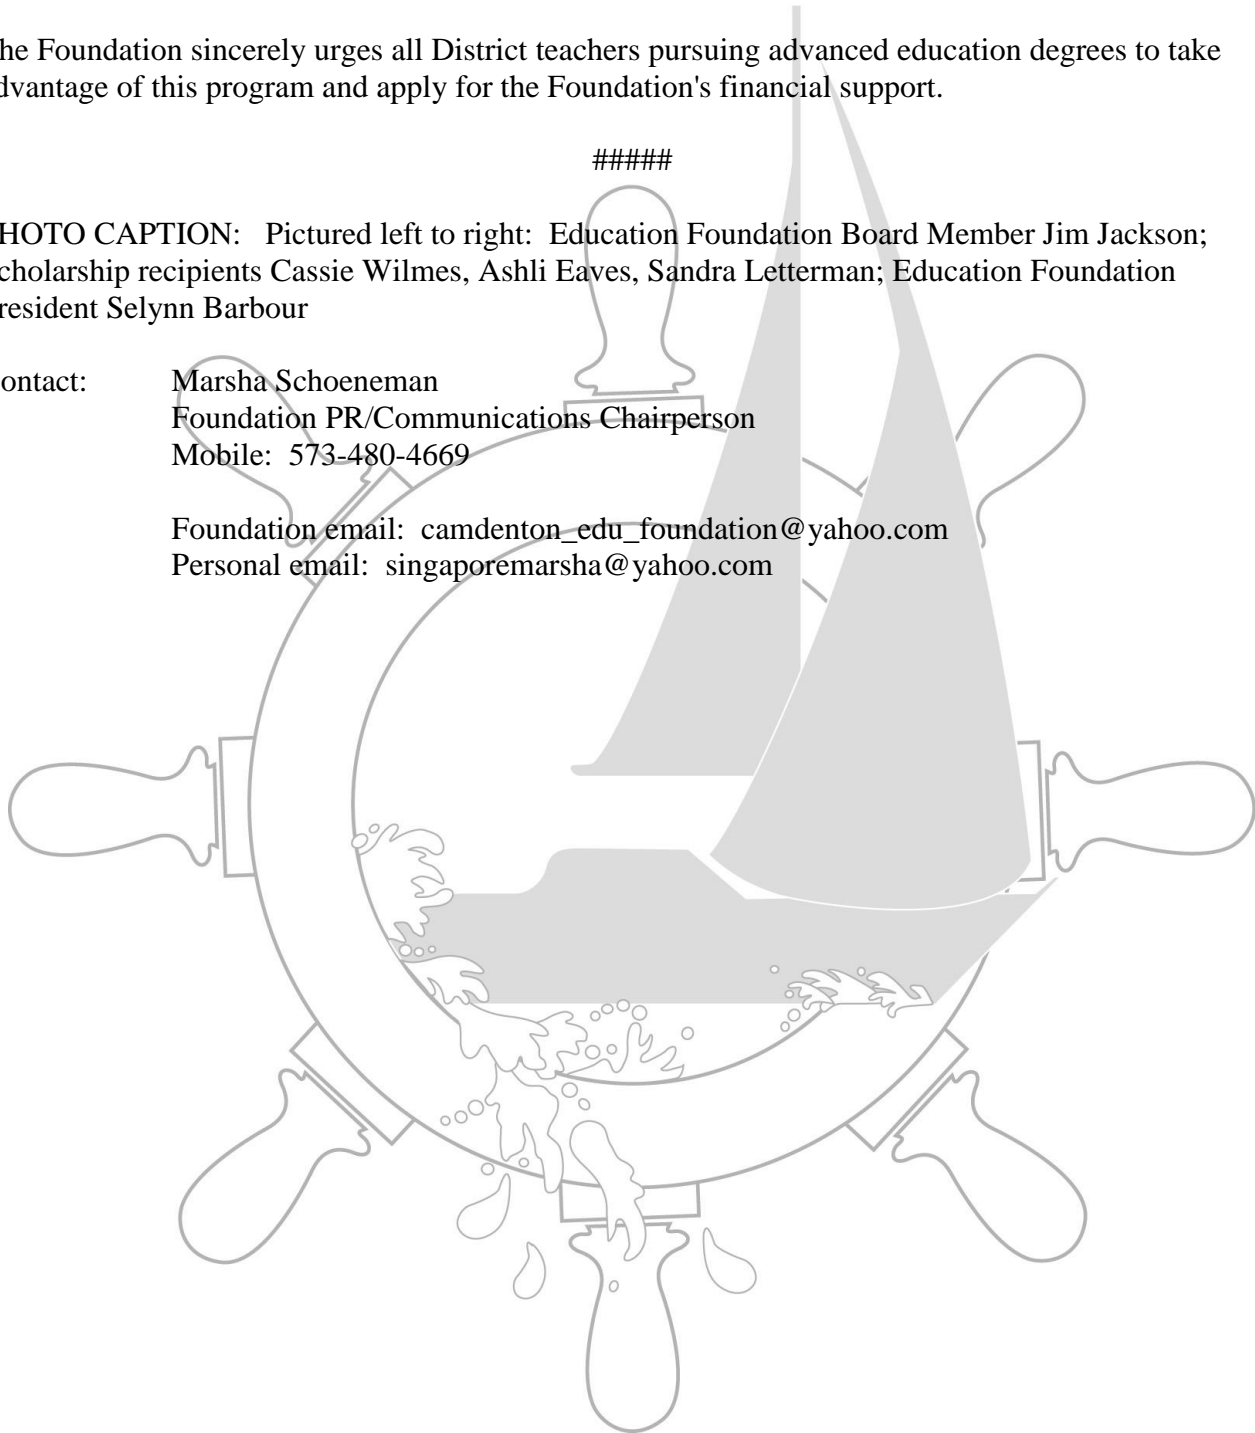 he Foundation sincerely urges all District teachers pursuing advanced education degrees to take
dvantage of this program and apply for the Foundation's financial support.
#####
HOTO CAPTION: Pictured left to right: Education Foundation Board Member Jim Jackson;
cholarship recipients Cassie Wilmes, Ashli Eaves, Sandra Letterman; Education Foundation
resident Selynn Barbour
ontact: Marsha Schoeneman
Foundation PR/Communications Chairperson
Mobile: 573-480-4669
Foundation email: camdenton_edu_foundation@yahoo.com
Personal email: singaporemarsha@yahoo.com